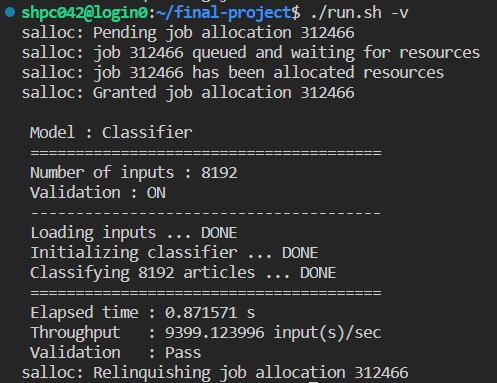 shpc042@login0:~/final-project$ ./run.sh -v
salloc: Pending job allocation 312466
salloc: job 312466 queued and waiting for resources
salloc: job 312466 has been allocated resources
salloc: Granted job allocation 312466
Model : Classifier
=======================================
Number of inputs : 8192
Validation : ON
---------------------------------------
Loading inputs ... DONE
Initializing classifier ... DONE
Classifying 8192 articles ... DONE
=======================================
Elapsed time : 0.871571 s
Throughput   : 9399.123996 input(s)/sec
Validation   : Pass
salloc: Relinquishing job allocation 312466